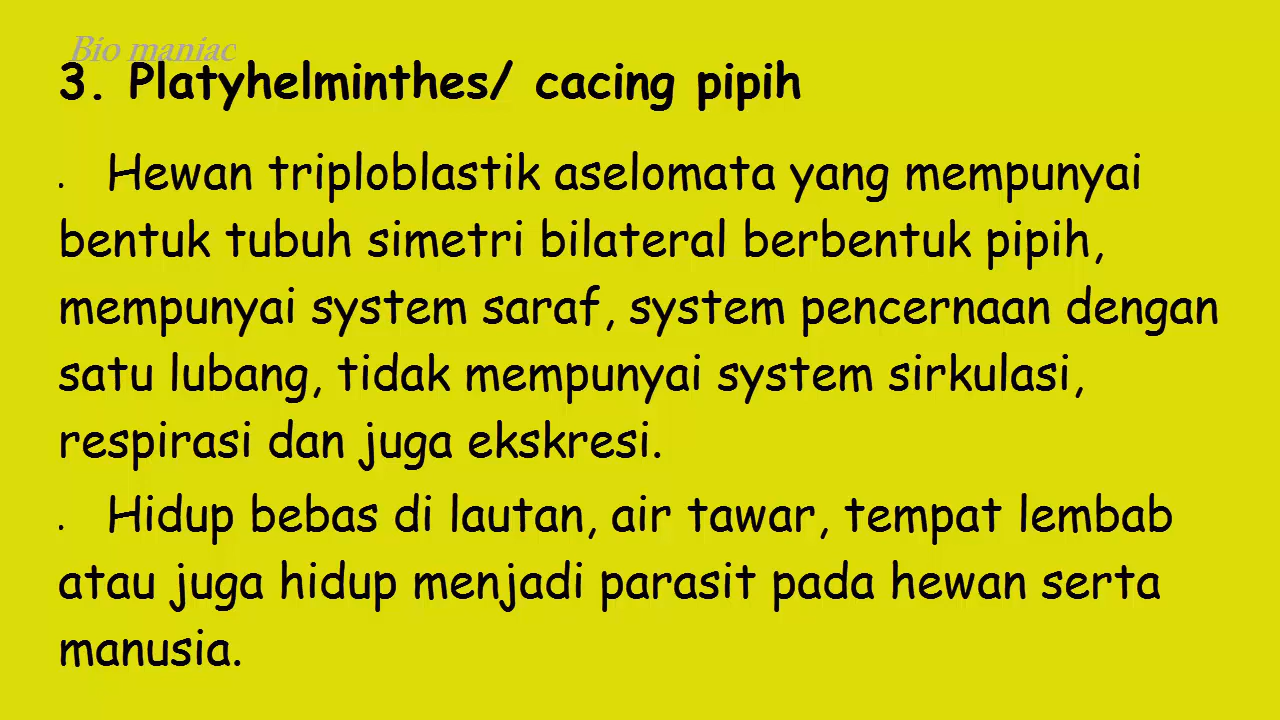 Bio maniac
3. Platyhelminthes/ cacing pipih
. Hewan triploblastik aselomata yang mempunyai
bentuk tubuh simetri bilateral berbentuk pipih,
mempunyai system saraf, system pencernaan dengan
satu lubang, tidak mempunyai system sirkulasi,
respirasi dan juga ekskresi.
. Hidup bebas di lautan, air tawar, tempat lembab
atau juga hidup menjadi parasit pada hewan serta
manusia.